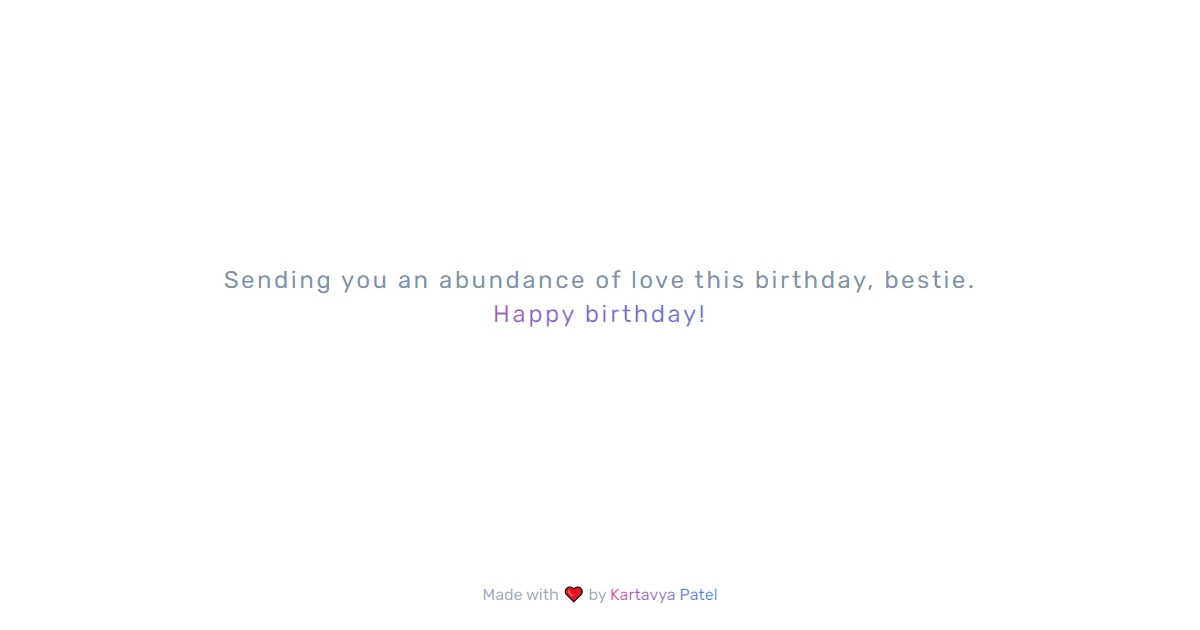 Sending you an abundance of love this birthday, bestie.
Happy birthday!
Made with ❤️ by Kartavya Patel